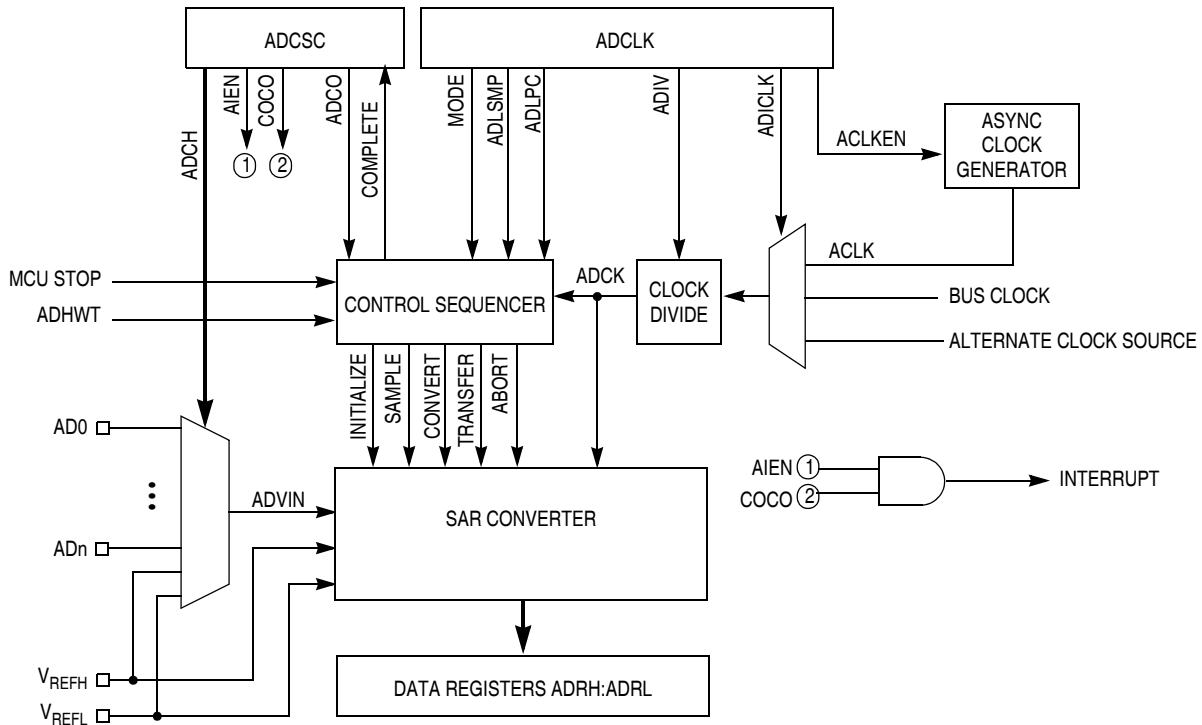 ADCSC
ADCLK
ADCH
AIEN
COCO
ADCO
COMPLETE
MODE
ADLSMP
ADLPC
ADIV
ADICLK
ACLKEN
ASYNC
CLOCK
GENERATOR
1
2
MCU STOP
ADHWT
CONTROL SEQUENCER
ADCK
CLOCK
DIVIDE
ACLK
BUS CLOCK
ALTERNATE CLOCK SOURCE
INITIALIZE
SAMPLE
CONVERT
TRANSFER
ABORT
AD0
•••
ADn
ADVIN
SAR CONVERTER
AIEN 1
COCO 2
INTERRUPT
VREFH
VREFL
DATA REGISTERS ADRH:ADRL